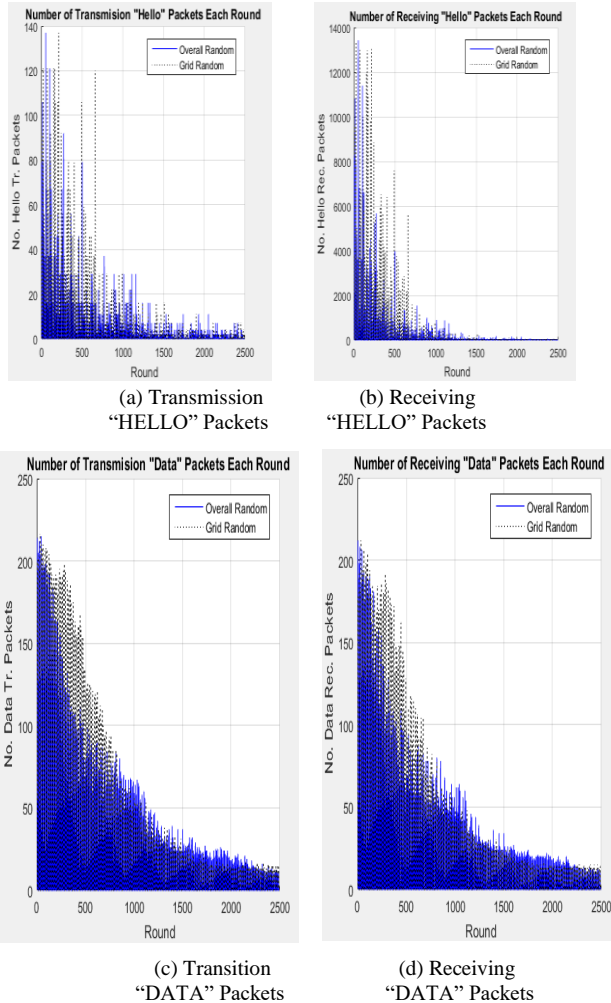 Number of Transmision "Hello" Packets Each Round
140
120
100
80
60
40
20
0
No. Hello Tr. Packets
Overall Random
Grid Random
0 500 1000 1500 2000 2500
Round
(a) Transmission
“HELLO” Packets
Number of Receiving "Hello" Packets Each Round
14000
12000
10000
8000
6000
4000
2000
0
No. Hello Rec. Packets
Overall Random
Grid Random
0 500 1000 1500 2000 2500
Round
(b) Receiving
“HELLO” Packets
Number of Transmision "Data" Packets Each Round
250
200
150
100
50
0
No. Data Tr. Packets
Overall Random
Grid Random
0 500 1000 1500 2000 2500
Round
(c) Transition
“DATA” Packets
Number of Receiving "Data" Packets Each Round
250
200
150
100
50
0
No. Data Rec. Packets
Overall Random
Grid Random
0 500 1000 1500 2000 2500
Round
(d) Receiving
“DATA” Packets